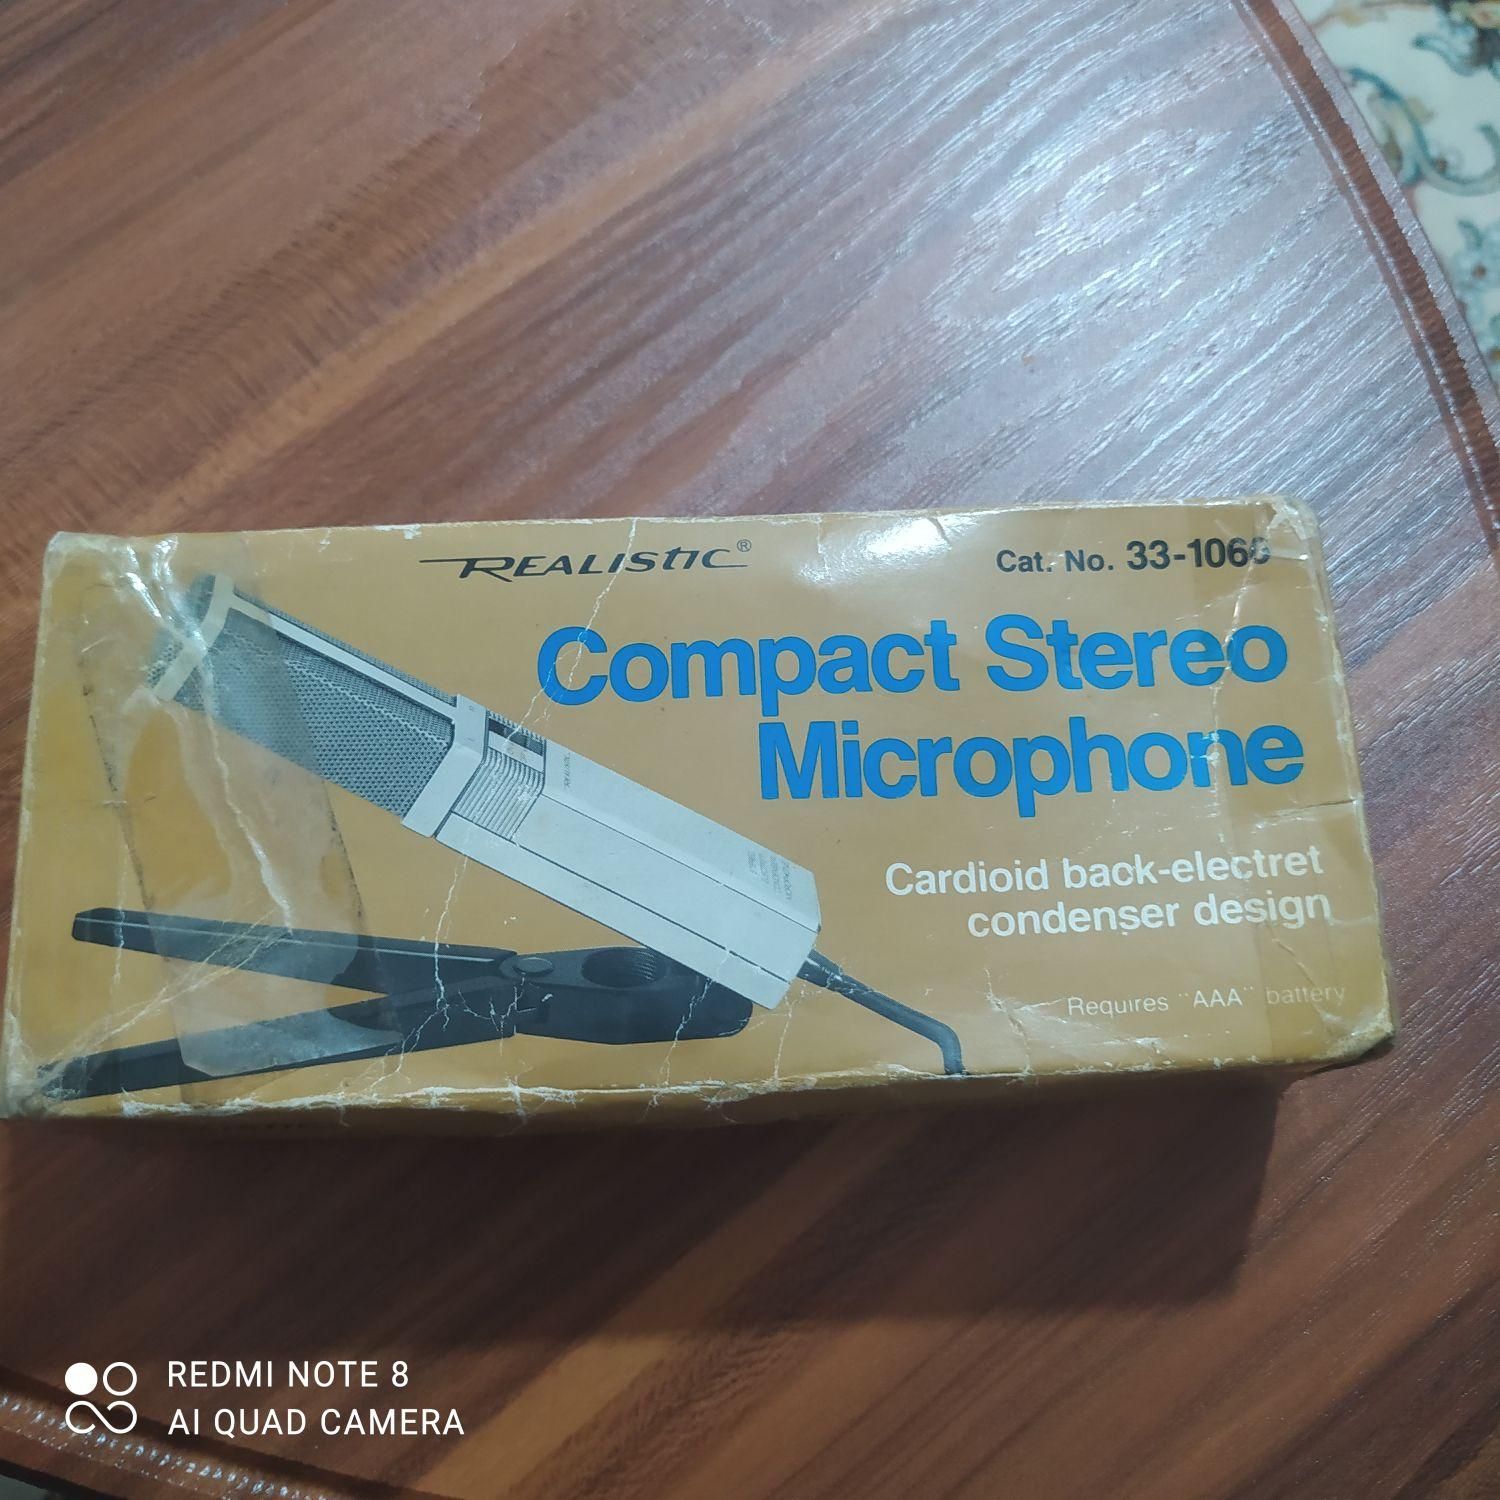 REALISTIC®
Cat. No. 33-1060
Compact Stereo
Microphone
REALISTIC
Cardioid back-electret
condenser design
Requires "AAA" battery
REDMI NOTE 8
AI QUAD CAMERA